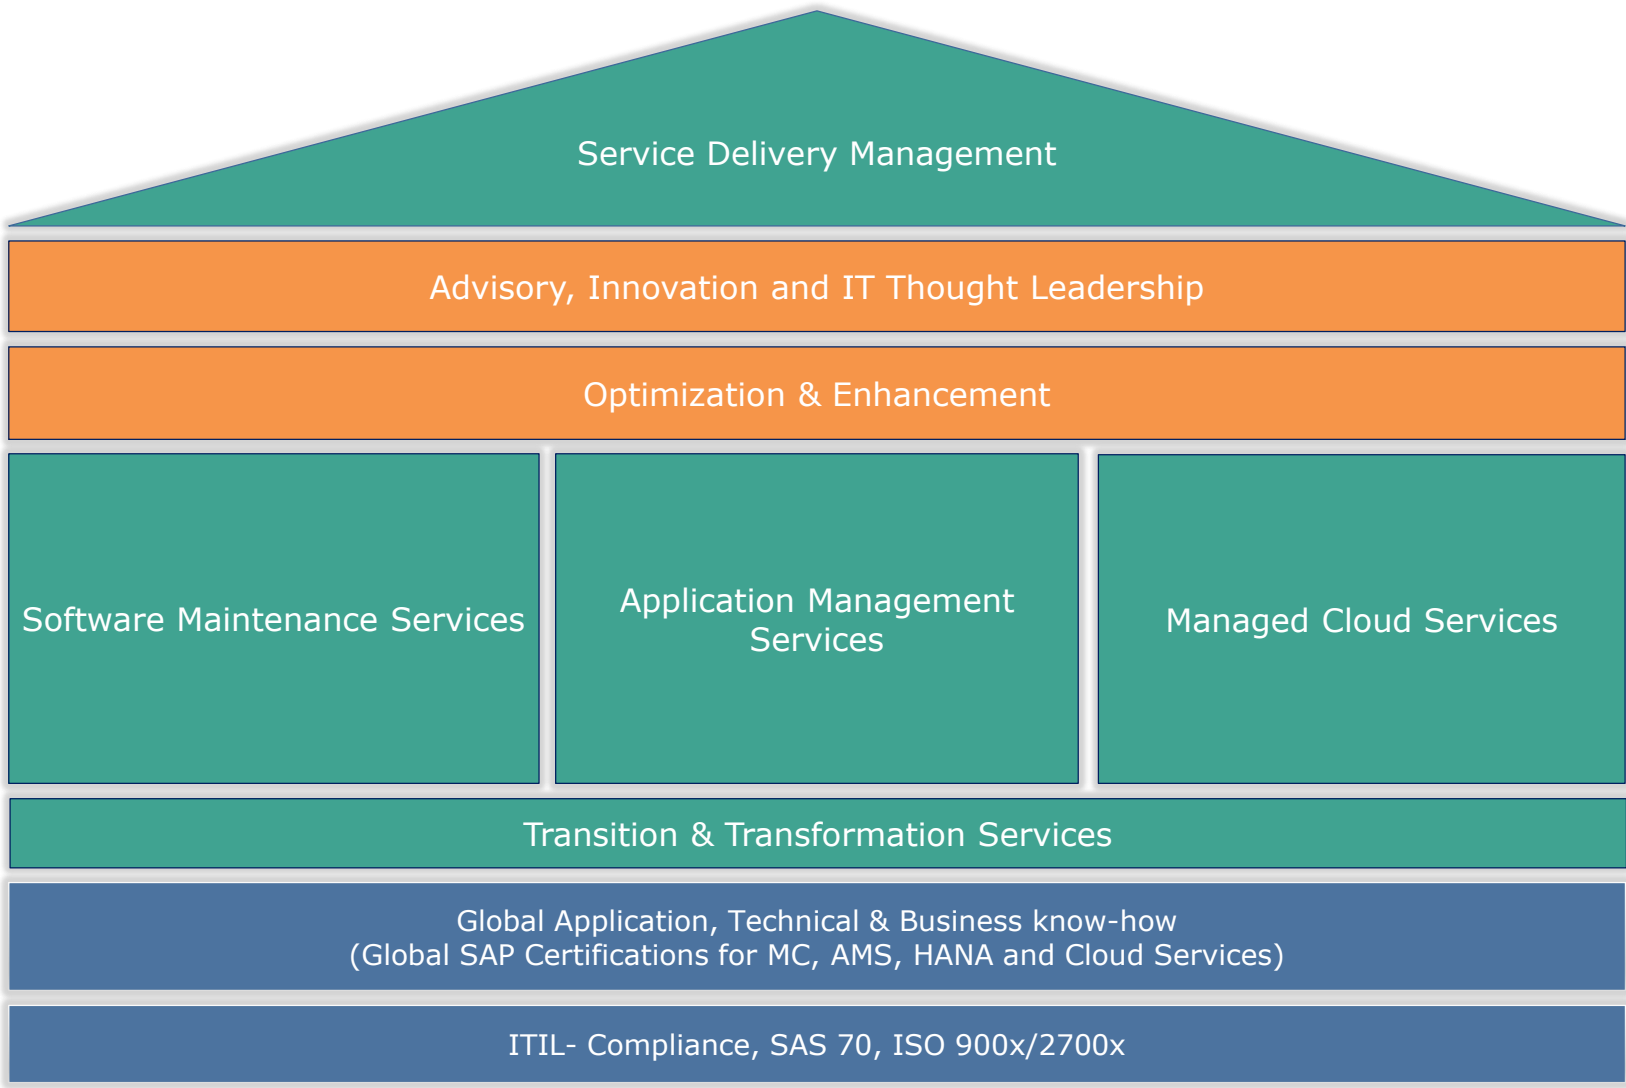 Service Delivery Management
Advisory, Innovation and IT Thought Leadership
Optimization & Enhancement
Software Maintenance Services
Application Management
Services
Managed Cloud Services
Transition & Transformation Services
Global Application, Technical & Business know-how
(Global SAP Certifications for MC, AMS, HANA and Cloud Services)
ITIL- Compliance, SAS 70, ISO 900x/2700x